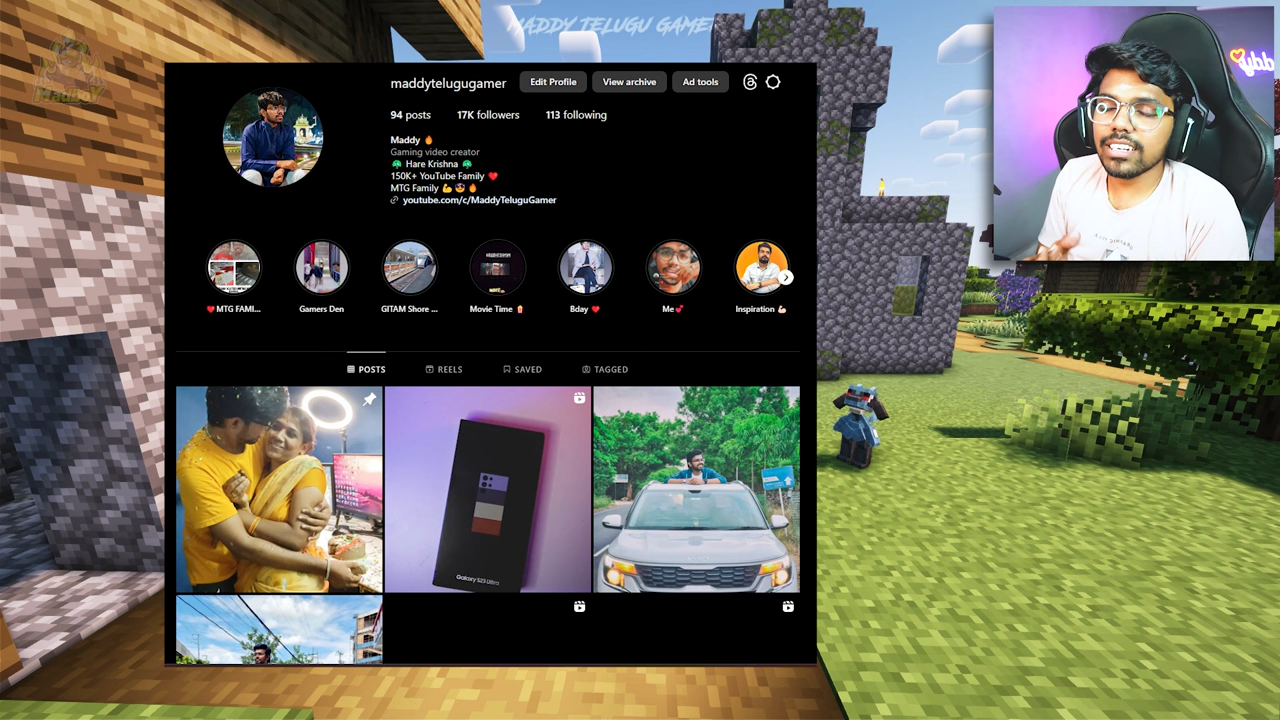 MADDY TELUGU GAMER
MadboY
maddytelugugamer
Edit Profile
View archive
Ad tools
94 posts
17K followers
113 following
Maddy 🔥
Gaming video creator
Hare Krishna
150K+ YouTube Family ❤️
MTG Family 💪 😎 🔥
youtube.com/c/MaddyTeluguGamer
❤️ MTG FAMI...
Gamers Den
GITAM Shore ...
Movie Time 🍿
Bday ❤️
Me 💕
Inspiration 💪🏻
POSTS
REELS
SAVED
TAGGED
Galaxy S23 Ultra